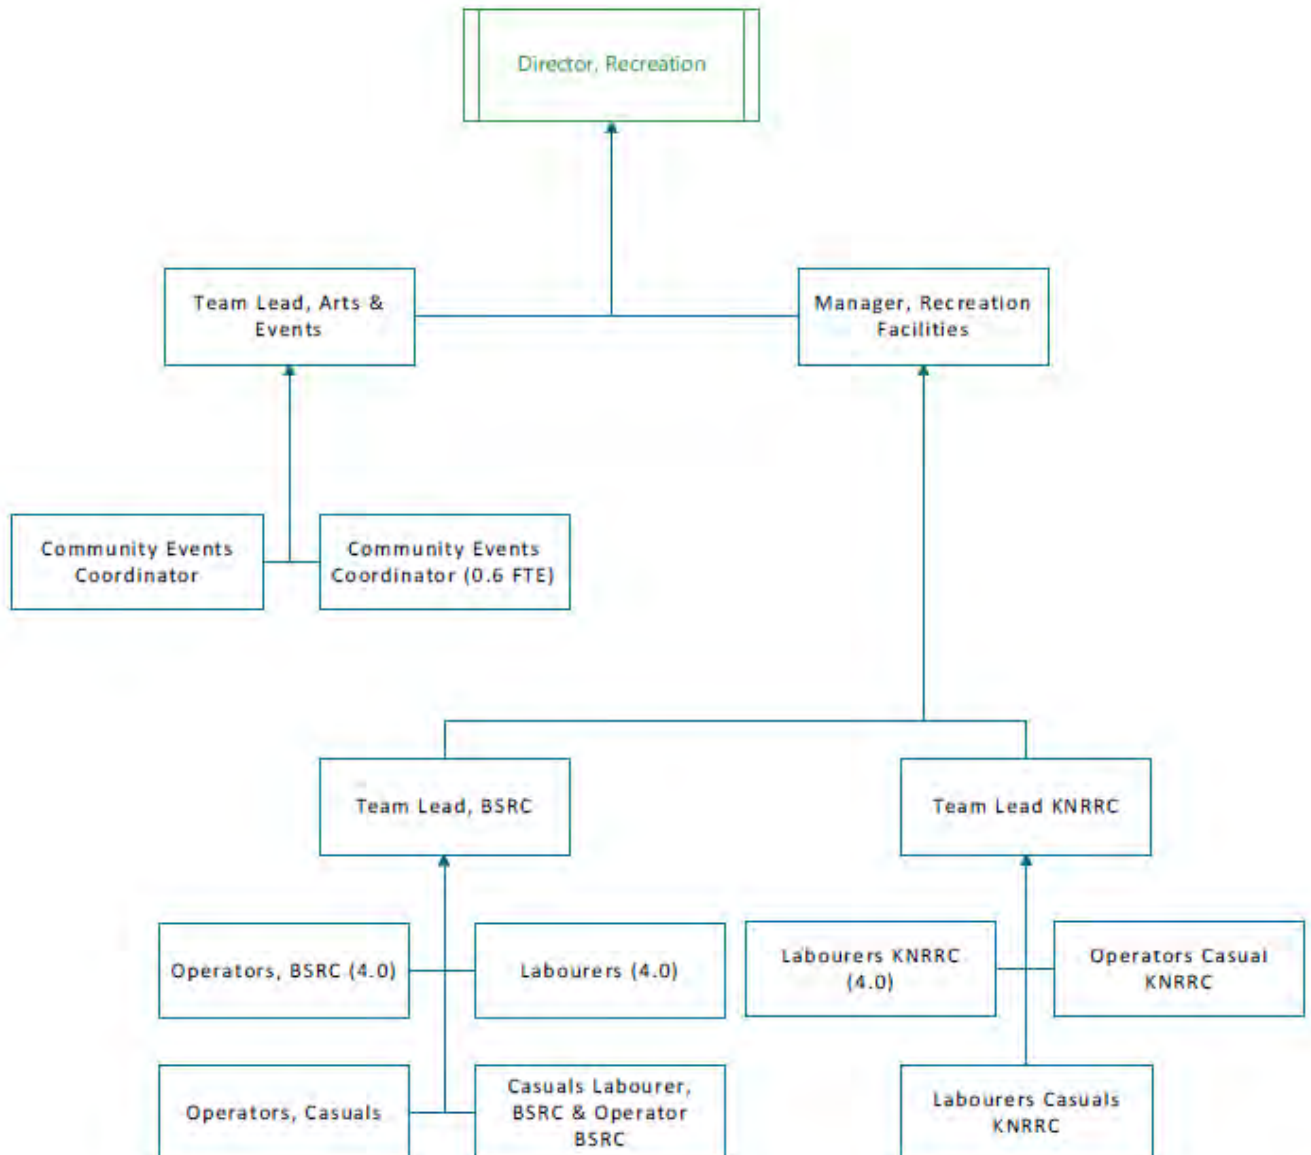 Director, Recreation
Team Lead, Arts &
Events
Manager, Recreation
Facilities
Community Events
Coordinator
Community Events
Coordinator (0.6 FTE)
Team Lead, BSRC
Team Lead KNRRC
Operators, BSRC (4.0)
Labourers (4.0)
Labourers KNRRC
(4.0)
Operators Casual
KNRRC
Operators, Casuals
Casuals Labourer,
BSRC & Operator
BSRC
Labourers Casuals
KNRRC